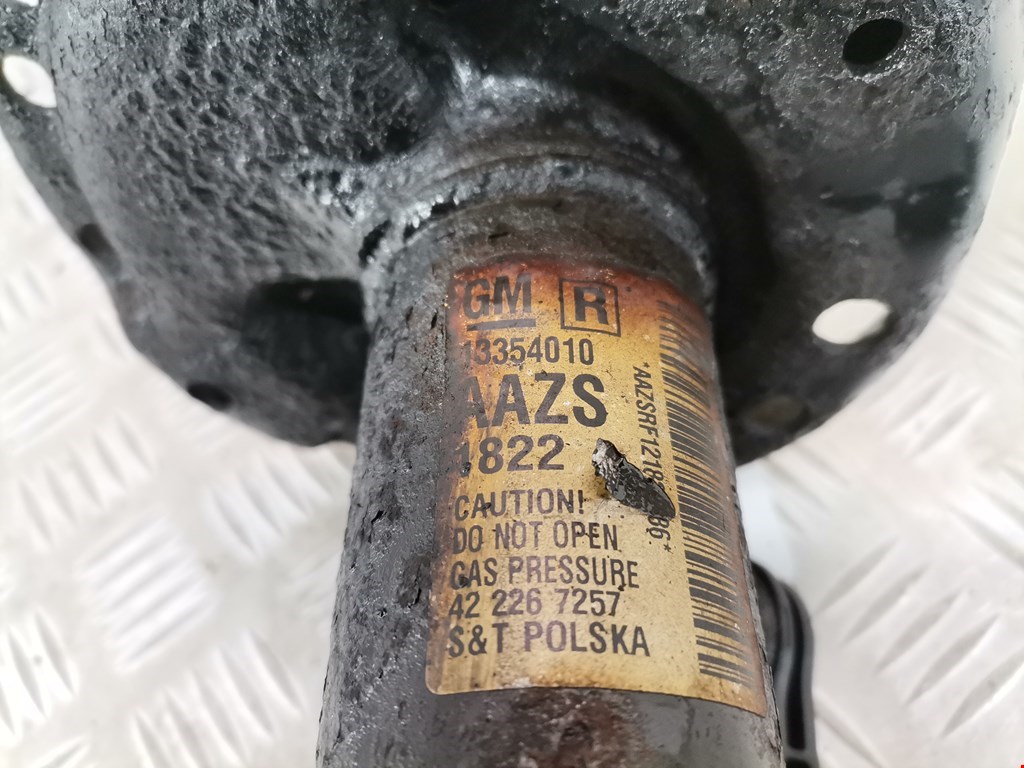 GM R
13354010
AAZS
1822
CAUTION!
DO NOT OPEN
GAS PRESSURE
42 226 7257
S&T POLSKA